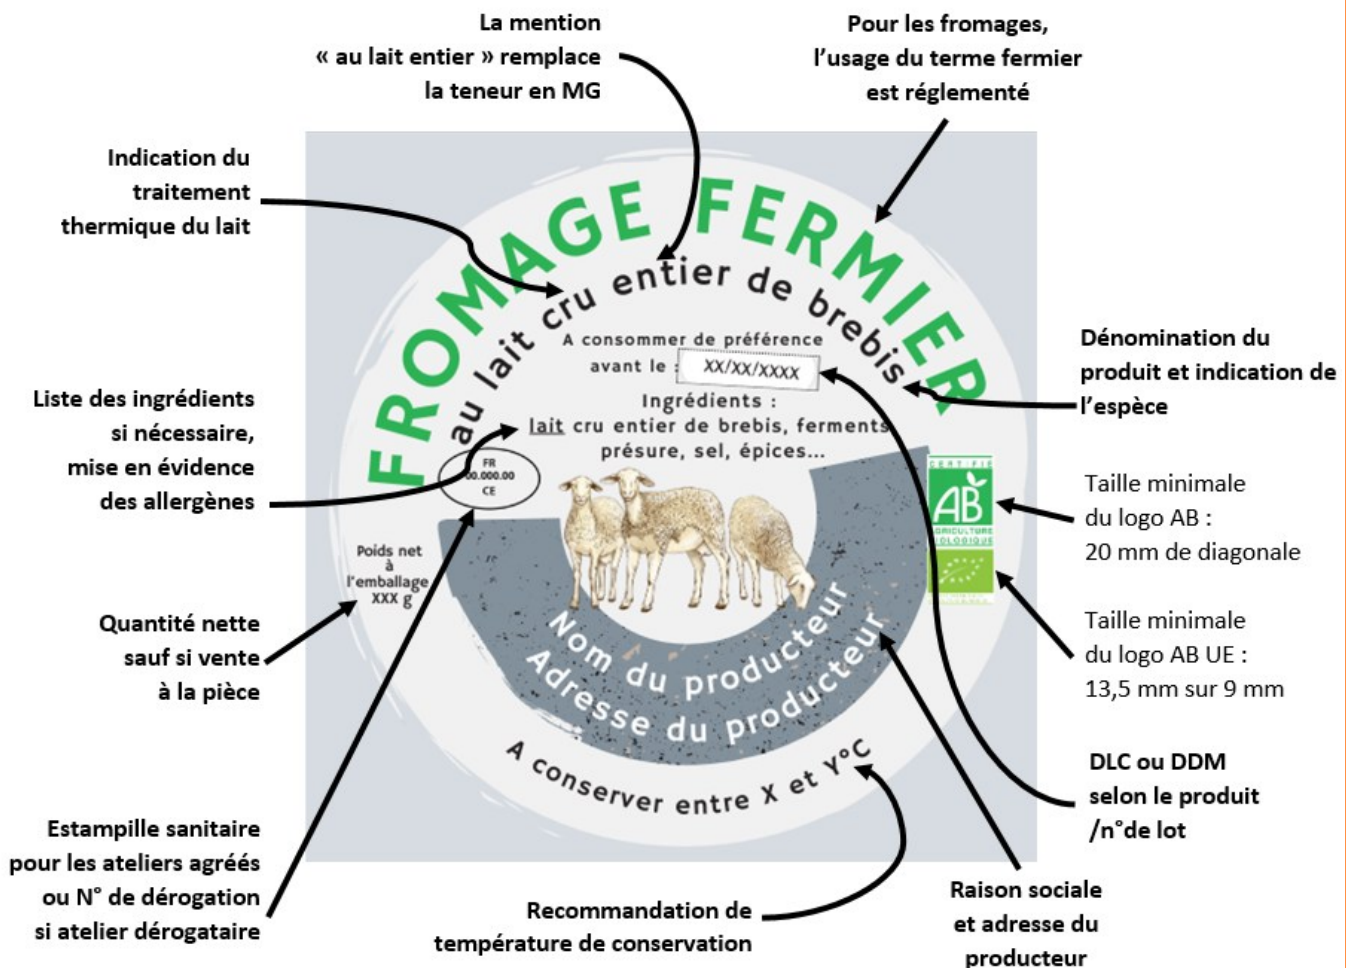 La mention
« au lait entier » remplace
la teneur en MG
Pour les fromages,
l’usage du terme fermier
est réglementé
Indication du
traitement
thermique du lait
FROMAGE FERMIER
au lait cru entier de brebis
A consommer de préférence
avant le : XX/XX/XXXX
Ingrédients :
lait cru entier de brebis, ferments
présure, sel, épices...
Dénomination du
produit et indication de
l’espèce
Liste des ingrédients
si nécessaire,
mise en évidence
des allergènes
FR
00.000.00
CE
CERTIFIÉ
AB
AGRICULTURE
BIOLOGIQUE
Taille minimale
du logo AB :
20 mm de diagonale
Poids net
à
l'emballage
XXX g
Quantité nette
sauf si vente
à la pièce
Nom du producteur
Adresse du producteur
Taille minimale
du logo AB UE :
13,5 mm sur 9 mm
A conserver entre X et Y°C
DLC ou DDM
selon le produit
/n°de lot
Estampille sanitaire
pour les ateliers agréés
ou N° de dérogation
si atelier dérogataire
Recommandation de
température de conservation
Raison sociale
et adresse du
producteur